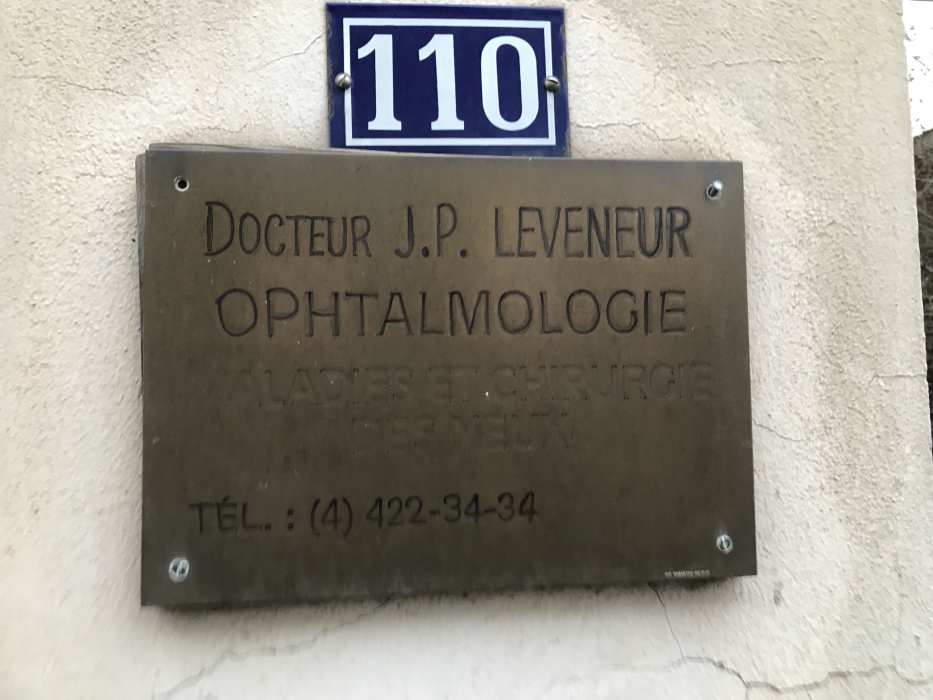 110
DOCTEUR J.P. LEVENEUR
OPHTALMOLOGIE
MALADIES ET CHIRURGIE
DES YEUX
TÉL. : (4) 422-34-34